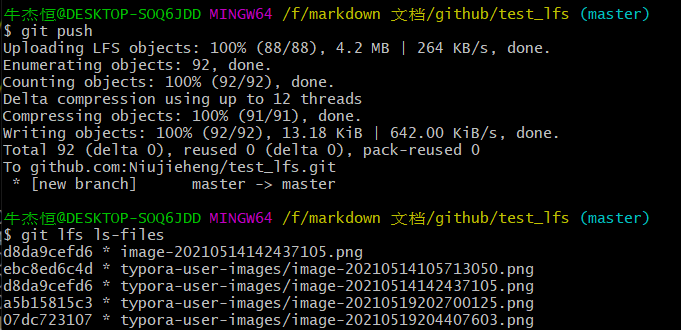 牛杰恒@DESKTOP-SOQ6JDD MINGW64 /f/markdown 文档/github/test_lfs (master)
$ git push
Uploading LFS objects: 100% (88/88), 4.2 MB | 264 KB/s, done.
Enumerating objects: 92, done.
Counting objects: 100% (92/92), done.
Delta compression using up to 12 threads
Compressing objects: 100% (91/91), done.
Writing objects: 100% (92/92), 13.18 KiB | 642.00 KiB/s, done.
Total 92 (delta 0), reused 0 (delta 0), pack-reused 0
To github.com:Niujieheng/test_lfs.git
 * [new branch]      master -> master
牛杰恒@DESKTOP-SOQ6JDD MINGW64 /f/markdown 文档/github/test_lfs (master)
$ git lfs ls-files
d8da9cefd6 * image-20210514142437105.png
ebc8ed6c4d * typora-user-images/image-20210514105713050.png
d8da9cefd6 * typora-user-images/image-20210514142437105.png
a5b15815c3 * typora-user-images/image-20210519202700125.png
07dc723107 * typora-user-images/image-20210519204407603.png